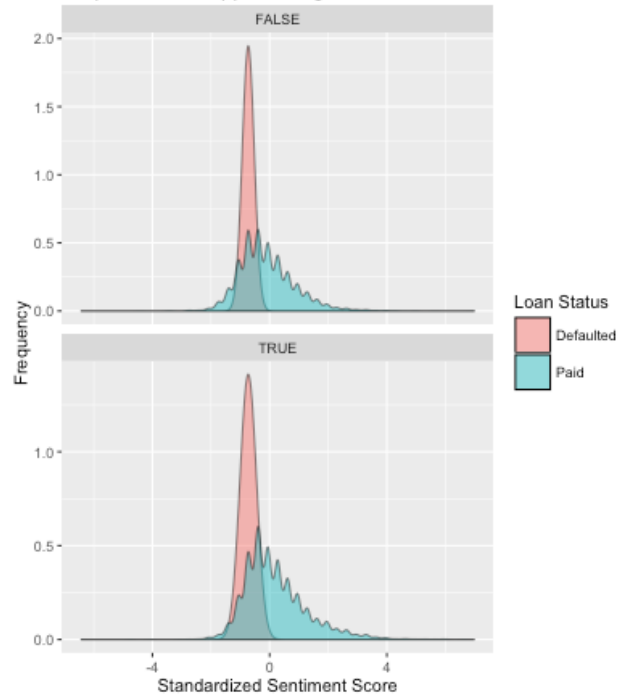 FALSE
2.0
1.5
1.0
0.5
0.0
Frequency
TRUE
1.0
0.5
0.0
-4 0 4
Standardized Sentiment Score
Loan Status
Defaulted
Paid